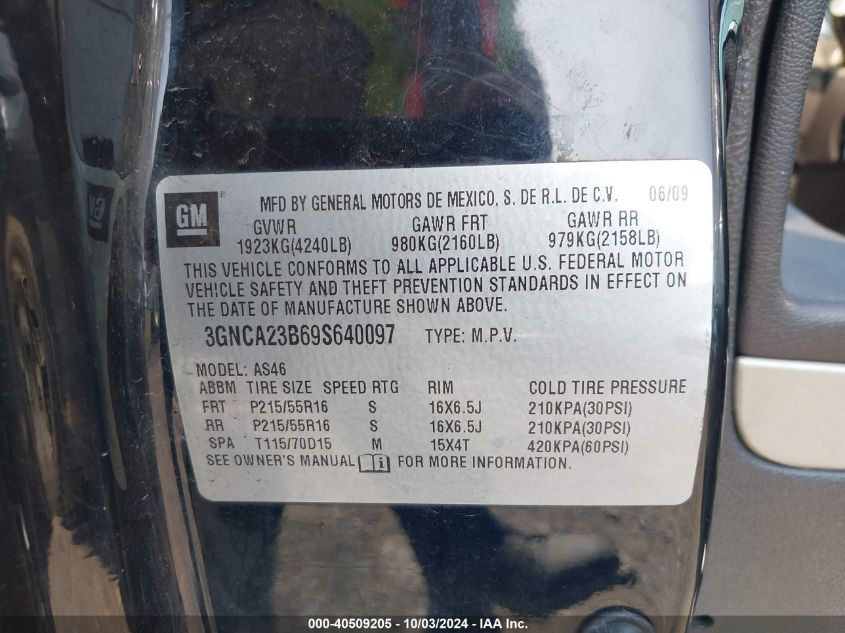 GM ®
MFD BY GENERAL MOTORS DE MEXICO, S. DE R.L. DE C.V. 06/09
GVWR GAWR FRT GAWR RR
1923KG(4240LB) 980KG(2160LB) 979KG(2158LB)
THIS VEHICLE CONFORMS TO ALL APPLICABLE U.S. FEDERAL MOTOR
VEHICLE SAFETY AND THEFT PREVENTION STANDARDS IN EFFECT ON
THE DATE OF MANUFACTURE SHOWN ABOVE.
3GNCA23B69S640097 TYPE: M.P.V.
MODEL: AS46
ABBM TIRE SIZE SPEED RTG RIM COLD TIRE PRESSURE
FRT P215/55R16 S 16X6.5J 210KPA(30PSI)
RR P215/55R16 S 16X6.5J 210KPA(30PSI)
SPA T115/70D15 M 15X4T 420KPA(60PSI)
SEE OWNER'S MANUAL FOR MORE INFORMATION.
000-40509205 - 10/03/2024 - IAA Inc.